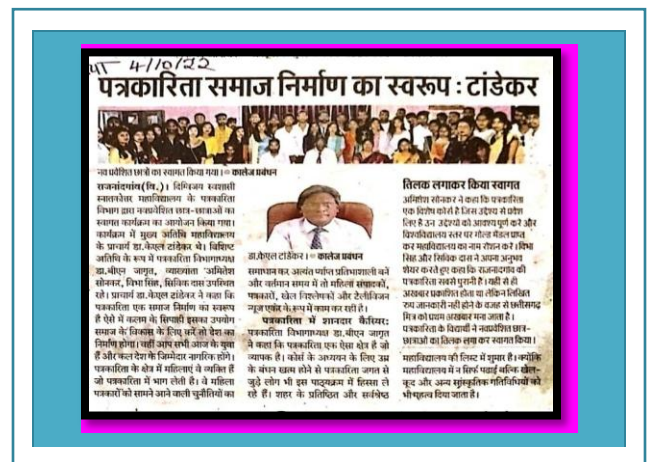 4/10/22
पत्रकारिता समाज निर्माण का स्वरूप : टांडेकर
नव प्रवेशित छात्रों का स्वागत किया गया। ● कालेज प्रबंधन
राजनांदगांव (वि.)। दिग्विजय स्वशासी
स्नातकोत्तर महाविद्यालय के पत्रकारिता
विभाग द्वारा नवप्रवेशित छात्र-छात्राओं का
स्वागत कार्यक्रम का आयोजन किया गया।
कार्यक्रम में मुख्य अतिथि महाविद्यालय
के प्राचार्य डा.केएल टांडेकर थे। विशिष्ट
अतिथि के रूप में पत्रकारिता विभागाध्यक्ष
डा.बीएन जागृत, व्याख्याता अमितेश
सोनकर, विभा सिंह, सिविक दास उपस्थित
रहे। प्राचार्य डा.केएल टांडेकर ने कहा कि
पत्रकारिता एक समाज निर्माण का स्वरूप
है ऐसे में कलम के सिपाही इसका उपयोग
समाज के विकास के लिए करें तो देश का
निर्माण होगा। वहीं आप सभी आज के युवा
हैं और कल देश के जिम्मेदार नागरिक होंगे।
पत्रकारिता के क्षेत्र में महिलाएं वे व्यक्ति हैं
जो पत्रकारिता में भाग लेती है। वे महिला
पत्रकारों को सामने आने वाली चुनौतियों का
डा.केएल टांडेकर। ● कालेज प्रबंधन
समाधान कर अत्यंत पर्याप्त प्रतिभाशाली बनें
और वर्तमान समय में तो महिला संपादकों,
पत्रकारों, खेल विश्लेषकों और टेलीविजन
न्यूज एंकर के रूप में काम कर रही है।
पत्रकारिता में शानदार कैरियर:
पत्रकारिता विभागाध्यक्ष डा.बीएन जागृत
ने कहा कि पत्रकारिता एक ऐसा क्षेत्र है जो
व्यापक है। कोर्स के अध्ययन के लिए उम्र
के बंधन खत्म होने से पत्रकारिता जगत से
जुड़े लोग भी इस पाठ्यक्रम में हिस्सा ले
रहे हैं। शहर के प्रतिष्ठित और सर्वश्रेष्ठ
तिलक लगाकर किया स्वागत
अमितेश सोनकर ने कहा कि पत्रकारिता
एक विशेष कोर्स है जिस उद्देश्य से प्रवेश
लिए हैं उन उद्देश्यों को अवश्य पूर्ण करें और
विश्वविद्यालय स्तर पर गोल्ड मेडल प्राप्त
कर महाविद्यालय का नाम रोशन करें। विभा
सिंह और सिविक दास ने अपना अनुभव
शेयर करते हुए कहा कि राजनांदगांव की
पत्रकारिता सबसे पुरानी है। यहीं से ही
अखबार प्रकाशित होता था लेकिन लिखित
जानकारी नहीं होने के वजह से छत्तीसगढ़
मित्र को प्रथम अखबार माना जाता है।
पत्रकारिता के विद्यार्थी ने नवप्रवेशित छात्र-
छात्राओं का तिलक लगा कर स्वागत किया।
महाविद्यालय की लिस्ट में शुमार है। क्योंकि
महाविद्यालय में न सिर्फ पढ़ाई बल्कि खेल-
कूद और अन्य सांस्कृतिक गतिविधियों को
भी महत्व दिया जाता है।